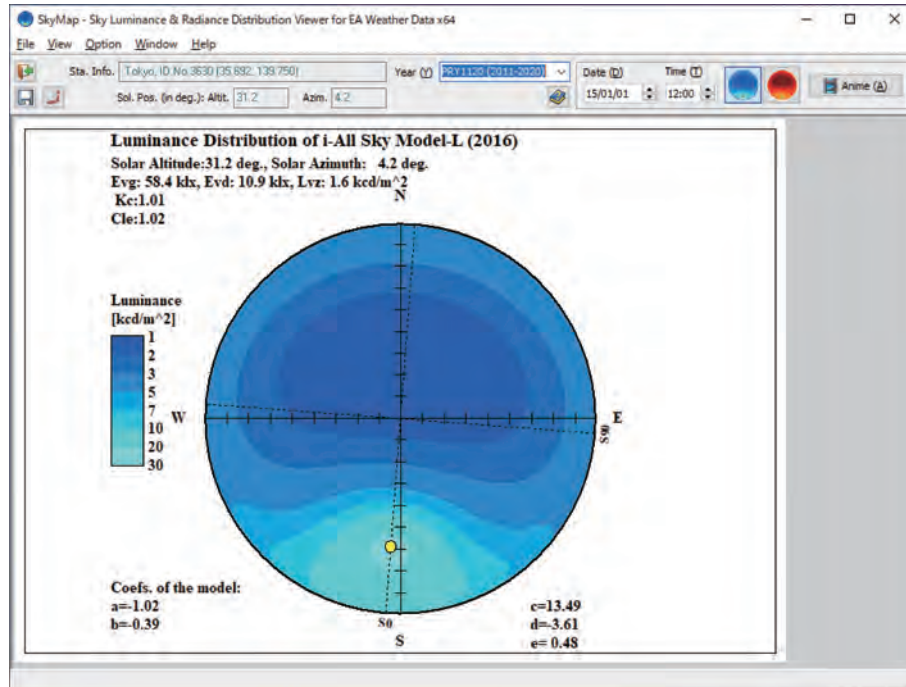 SkyMap - Sky Luminance & Radiance Distribution Viewer for EA Weather Data x64
File View Option Window Help
Sta. Info. Tokyo, ID.No.3630 (35.692, 139.750) Year (Y) PRY1120 (2011-2020) Date (D) Time (T)
Sol. Pos. (in deg.): Altit. 31.2 Azim. 4.2 15/01/01 12:00 Anime (A)
Luminance Distribution of i-All Sky Model-L (2016)
Solar Altitude:31.2 deg., Solar Azimuth: 4.2 deg.
Evg: 58.4 klx, Evd: 10.9 klx, Lvz: 1.6 kcd/m^2
Kc:1.01
Cle:1.02
N
Luminance
[kcd/m^2]
1
2
3
5
7
10
20
30
W
E
S90
S0
S
Coefs. of the model:
a=-1.02
b=-0.39
c=13.49
d=-3.61
e= 0.48